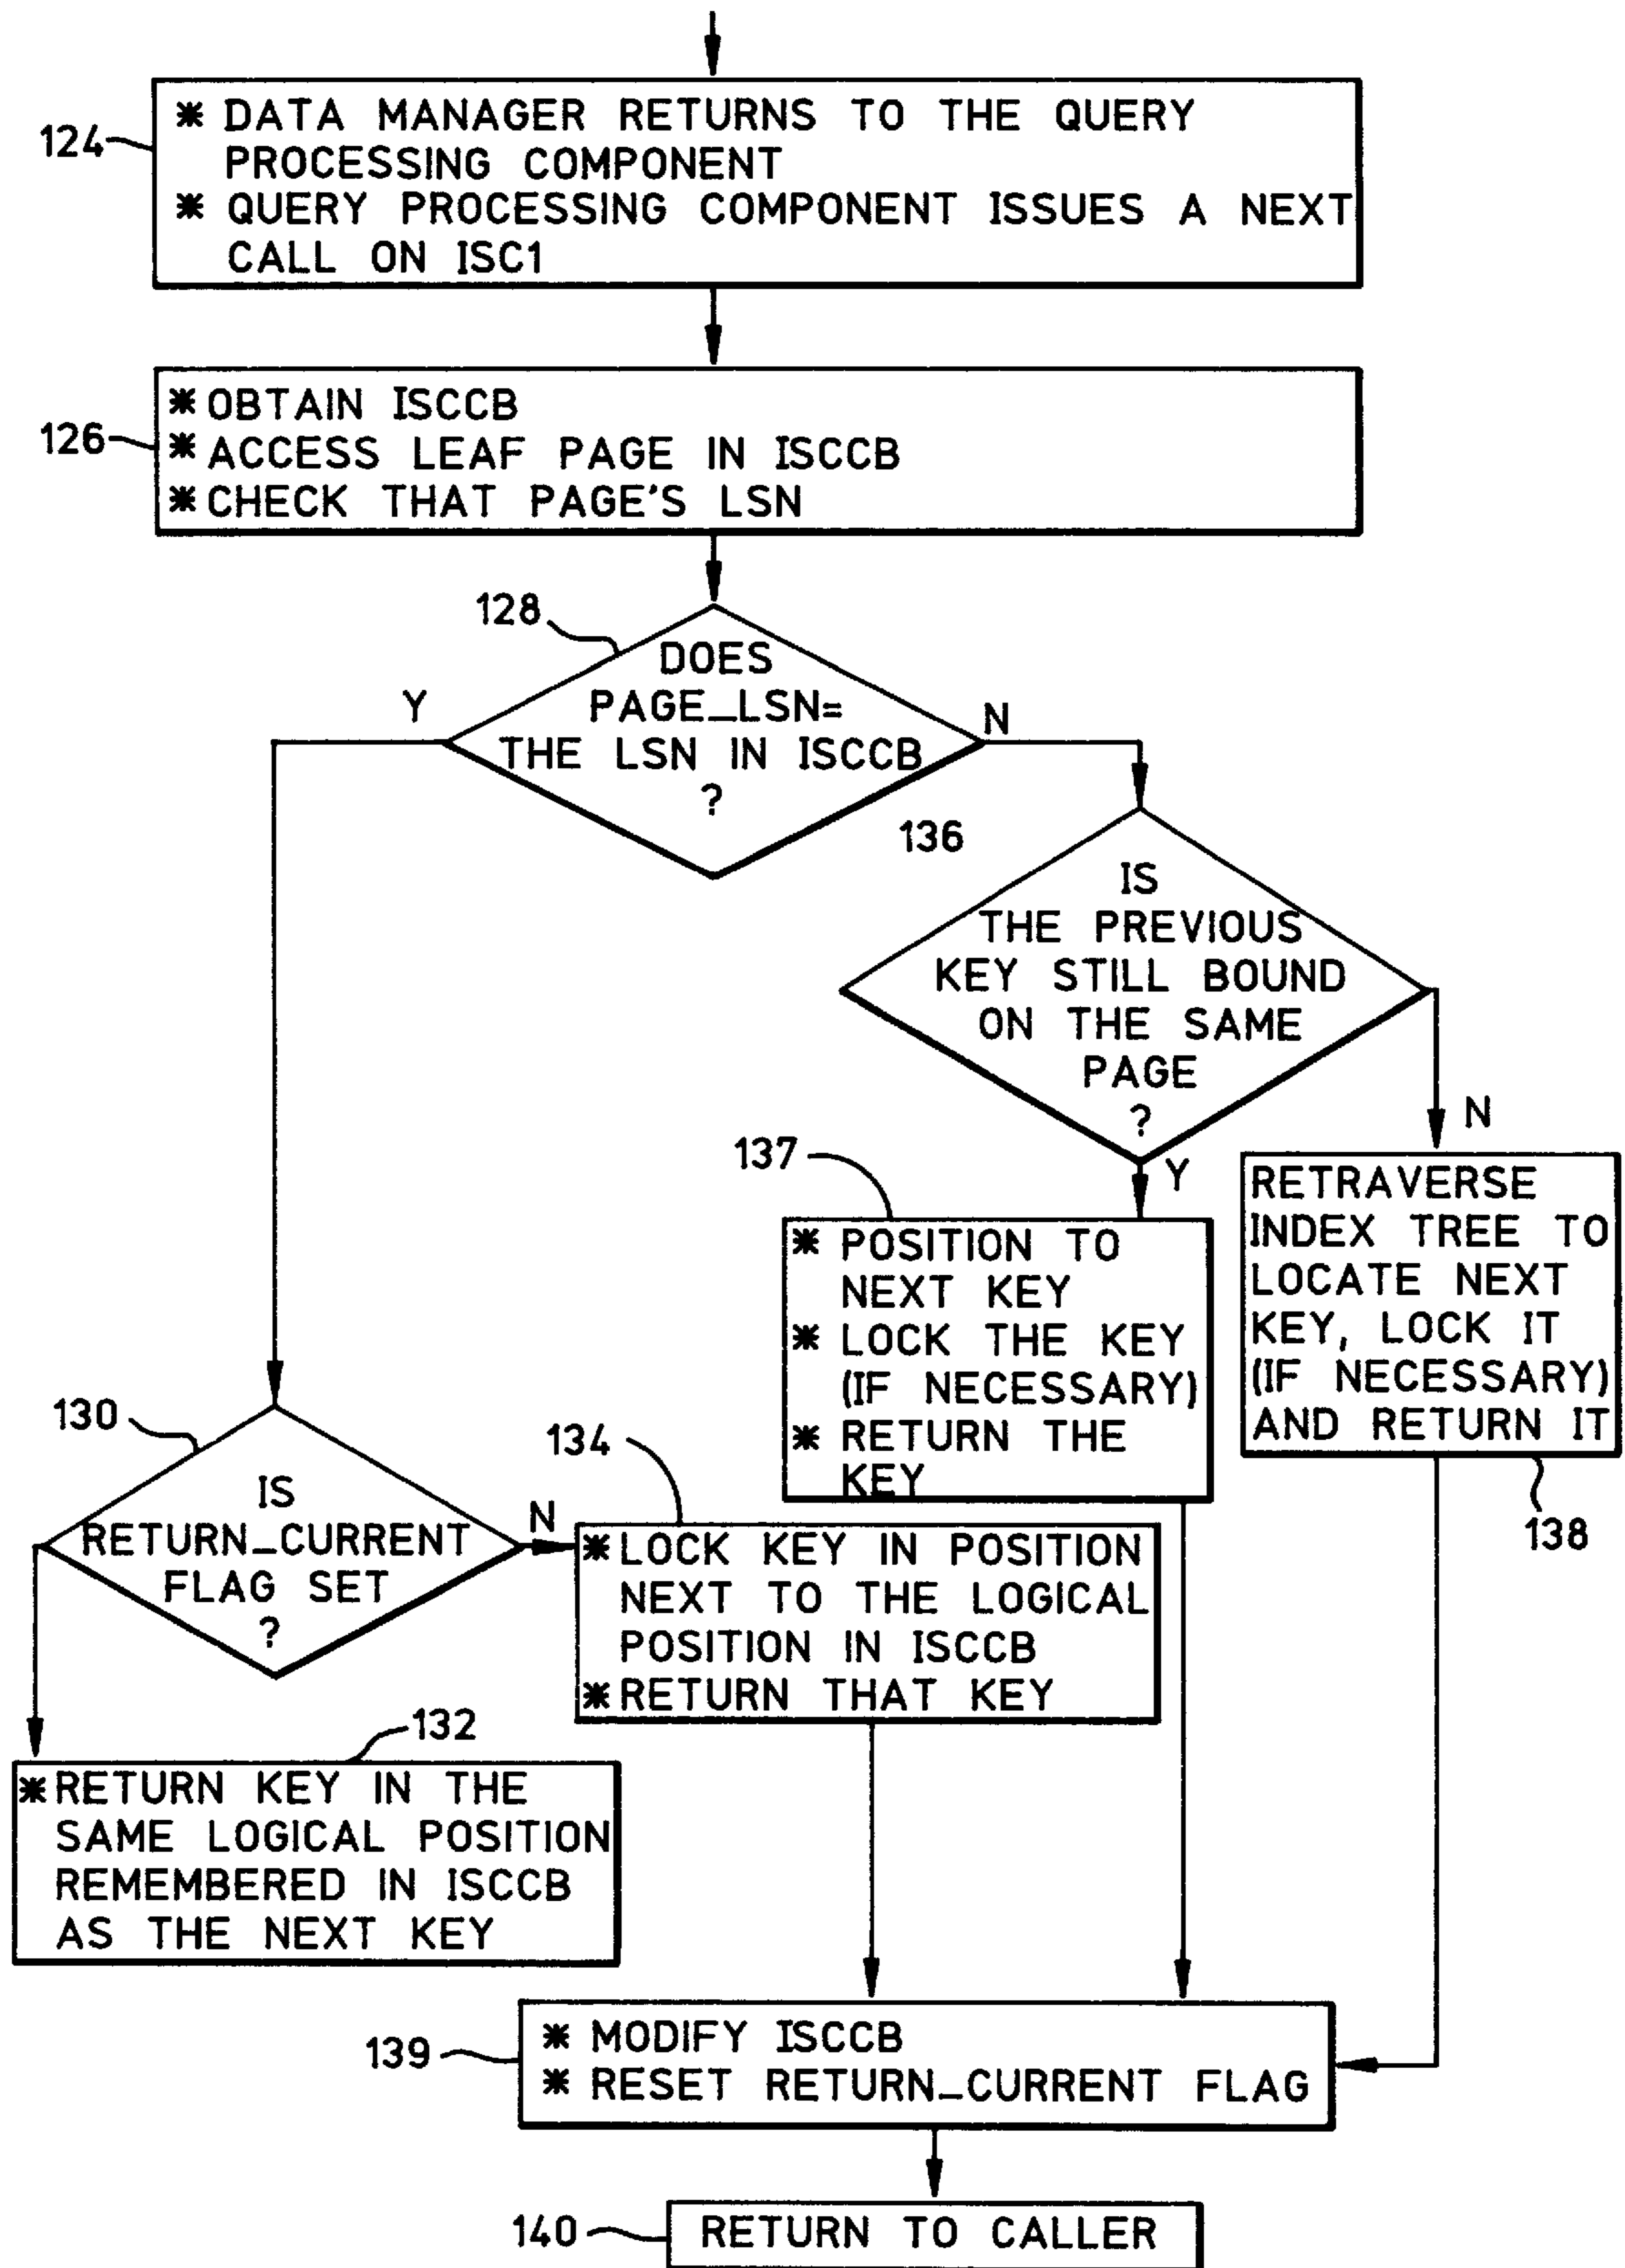 124
* DATA MANAGER RETURNS TO THE QUERY
PROCESSING COMPONENT
* QUERY PROCESSING COMPONENT ISSUES A NEXT
CALL ON ISC1
126
* OBTAIN ISCCB
* ACCESS LEAF PAGE IN ISCCB
* CHECK THAT PAGE'S LSN
128
DOES
PAGE_LSN=
THE LSN IN ISCCB
?
Y
N
136
IS
THE PREVIOUS
KEY STILL BOUND
ON THE SAME
PAGE
?
Y
N
137
* POSITION TO
NEXT KEY
* LOCK THE KEY
(IF NECESSARY)
* RETURN THE
KEY
RETRAVERSE
INDEX TREE TO
LOCATE NEXT
KEY, LOCK IT
(IF NECESSARY)
AND RETURN IT
138
130
IS
RETURN_CURRENT
FLAG SET
?
N
134
* LOCK KEY IN POSITION
NEXT TO THE LOGICAL
POSITION IN ISCCB
* RETURN THAT KEY
132
* RETURN KEY IN THE
SAME LOGICAL POSITION
REMEMBERED IN ISCCB
AS THE NEXT KEY
139
* MODIFY ISCCB
* RESET RETURN_CURRENT FLAG
140
RETURN TO CALLER